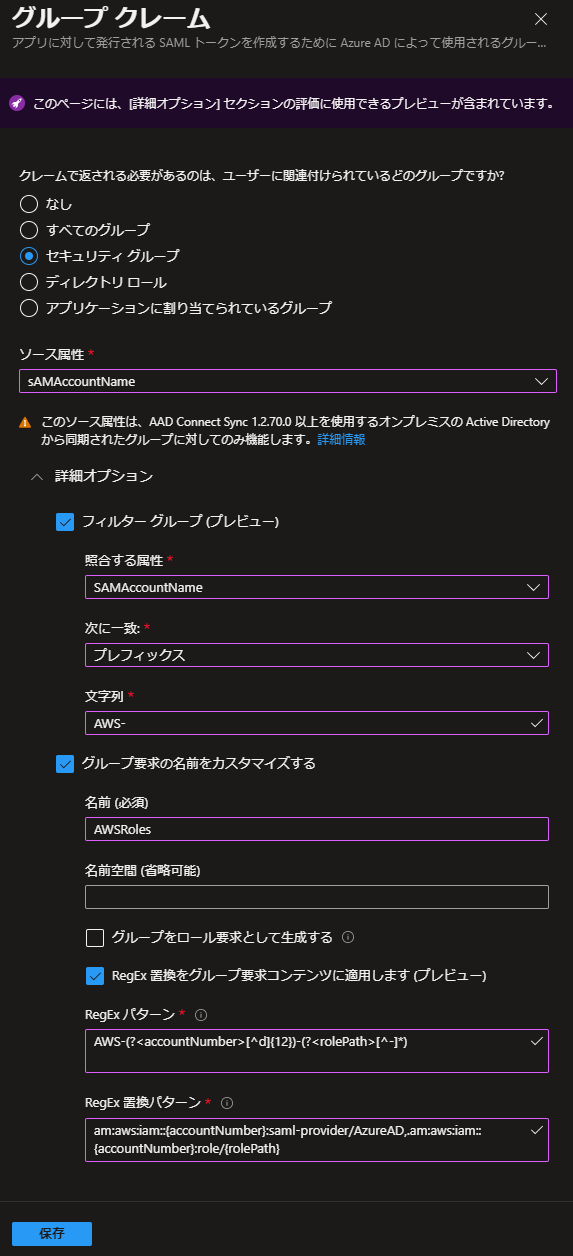 グループ クレーム
アプリに対して発行される SAML トークンを作成するために Azure AD によって使用されるグルー...
このページには、[詳細オプション] セクションの評価に使用できるプレビューが含まれています。
クレームで返される必要があるのは、ユーザーに関連付けられているどのグループですか?
なし
すべてのグループ
セキュリティ グループ
ディレクトリ ロール
アプリケーションに割り当てられているグループ
ソース属性 *
sAMAccountName
このソース属性は、AAD Connect Sync 1.2.70.0 以上を使用するオンプレミスの Active Directory
から同期されたグループに対してのみ機能します。詳細情報
詳細オプション
フィルター グループ (プレビュー)
照合する属性 *
SAMAccountName
次に一致: *
プレフィックス
文字列 *
AWS-
グループ要求の名前をカスタマイズする
名前 (必須)
AWSRoles
名前空間 (省略可能)
グループをロール要求として生成する
RegEx 置換をグループ要求コンテンツに適用します (プレビュー)
RegEx パターン *
AWS-(?<accountNumber>[^d]{12})-(?<rolePath>[^-]*)
RegEx 置換パターン *
am:aws:iam::{accountNumber}:saml-provider/AzureAD,.am:aws:iam::
{accountNumber}:role/{rolePath}
保存